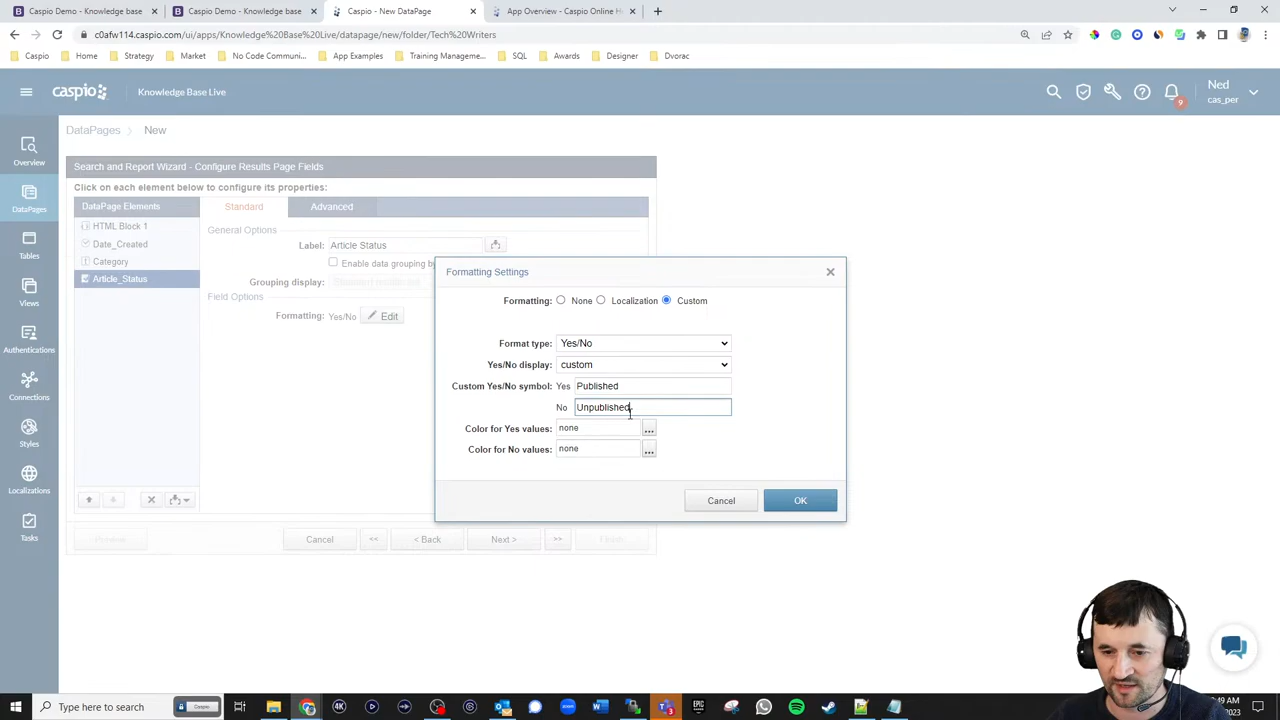 Caspio Demo - Knowledge base
Caspio Demo - Knowledge base
Caspio - New DataPage
App Overview - Caspio Online H
c0afw114.caspio.com/ui/apps/Knowledge%20Base%20Live/datapage/new/folder/Tech%20Writers
Caspio
Home
Strategy
Market
No Code Communi...
App Examples
Training Manageme...
SQL
Awards
Designer
Dvorac
caspio
Knowledge Base Live
9
Ned
cas_per
DataPages
New
Overview
DataPages
Tables
Views
Authentications
Connections
Styles
Localizations
Tasks
Search and Report Wizard - Configure Results Page Fields
Click on each element below to configure its properties:
DataPage Elements
Standard
Advanced
HTML Block 1
Date_Created
Category
Article_Status
General Options
Label: Article Status
Enable data grouping by
Grouping display:
Field Options
Formatting: Yes/No Edit
Formatting Settings
Formatting: None Localization Custom
Format type: Yes/No
Yes/No display: custom
Custom Yes/No symbol: Yes Published
No Unpublished
Color for Yes values: none ...
Color for No values: none ...
Cancel
OK
Preview
Cancel
<<
< Back
Next >
>>
Finish
Type here to search
Caspio